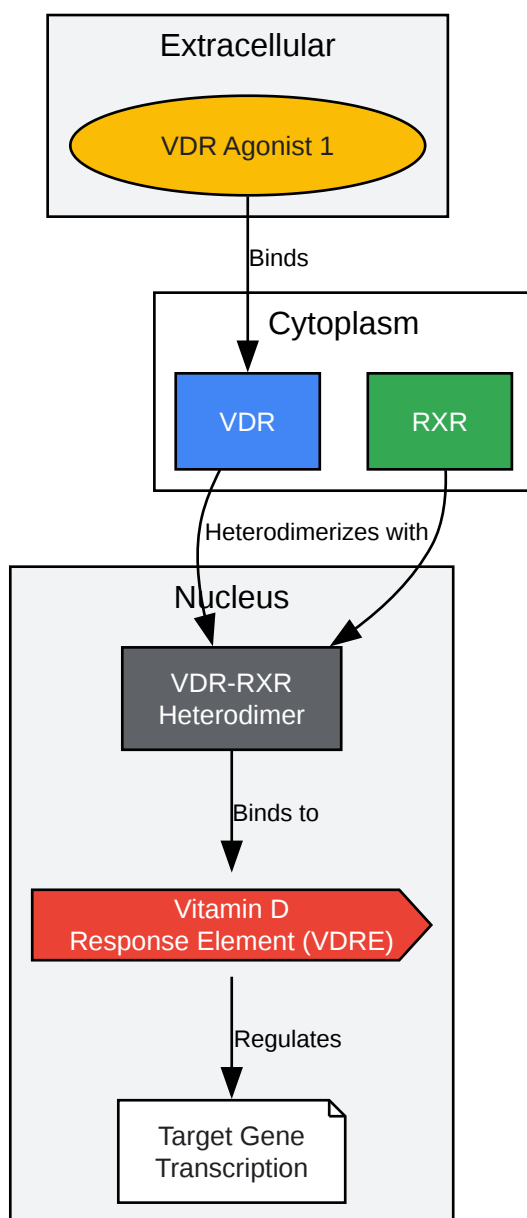 Extracellular
VDR Agonist 1
Binds
Cytoplasm
VDR
RXR
Heterodimerizes with
Nucleus
VDR-RXR
Heterodimer
Binds to
Vitamin D
Response Element (VDRE)
Regulates
Target Gene
Transcription